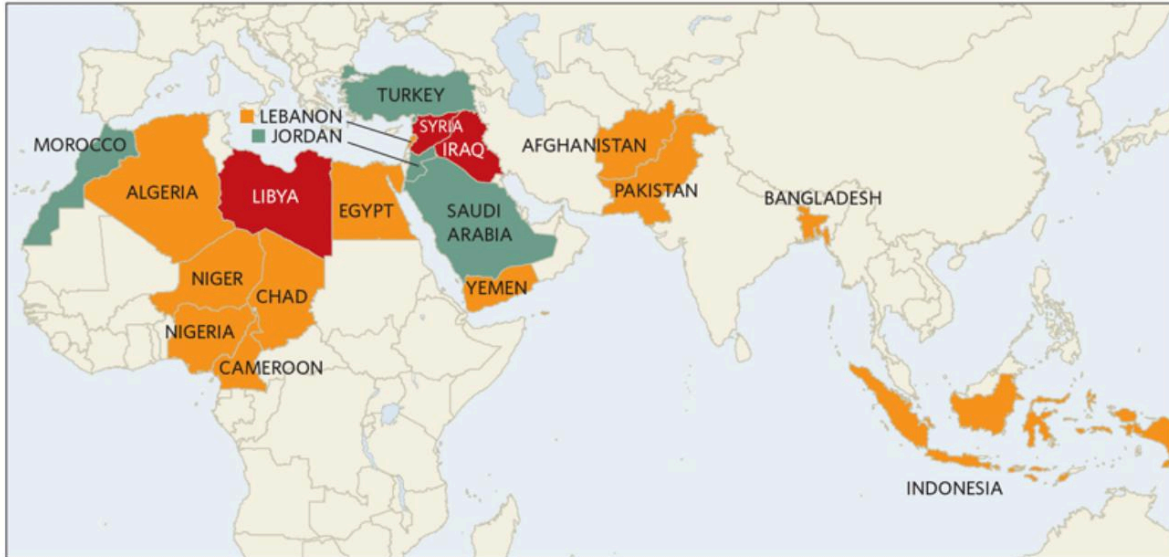 TURKEY
LEBANON
SYRIA
MOROCCO
JORDAN
IRAQ
AFGHANISTAN
ALGERIA
LIBYA
EGYPT
SAUDI
ARABIA
PAKISTAN
BANGLADESH
NIGER
CHAD
YEMEN
NIGERIA
CAMEROON
INDONESIA